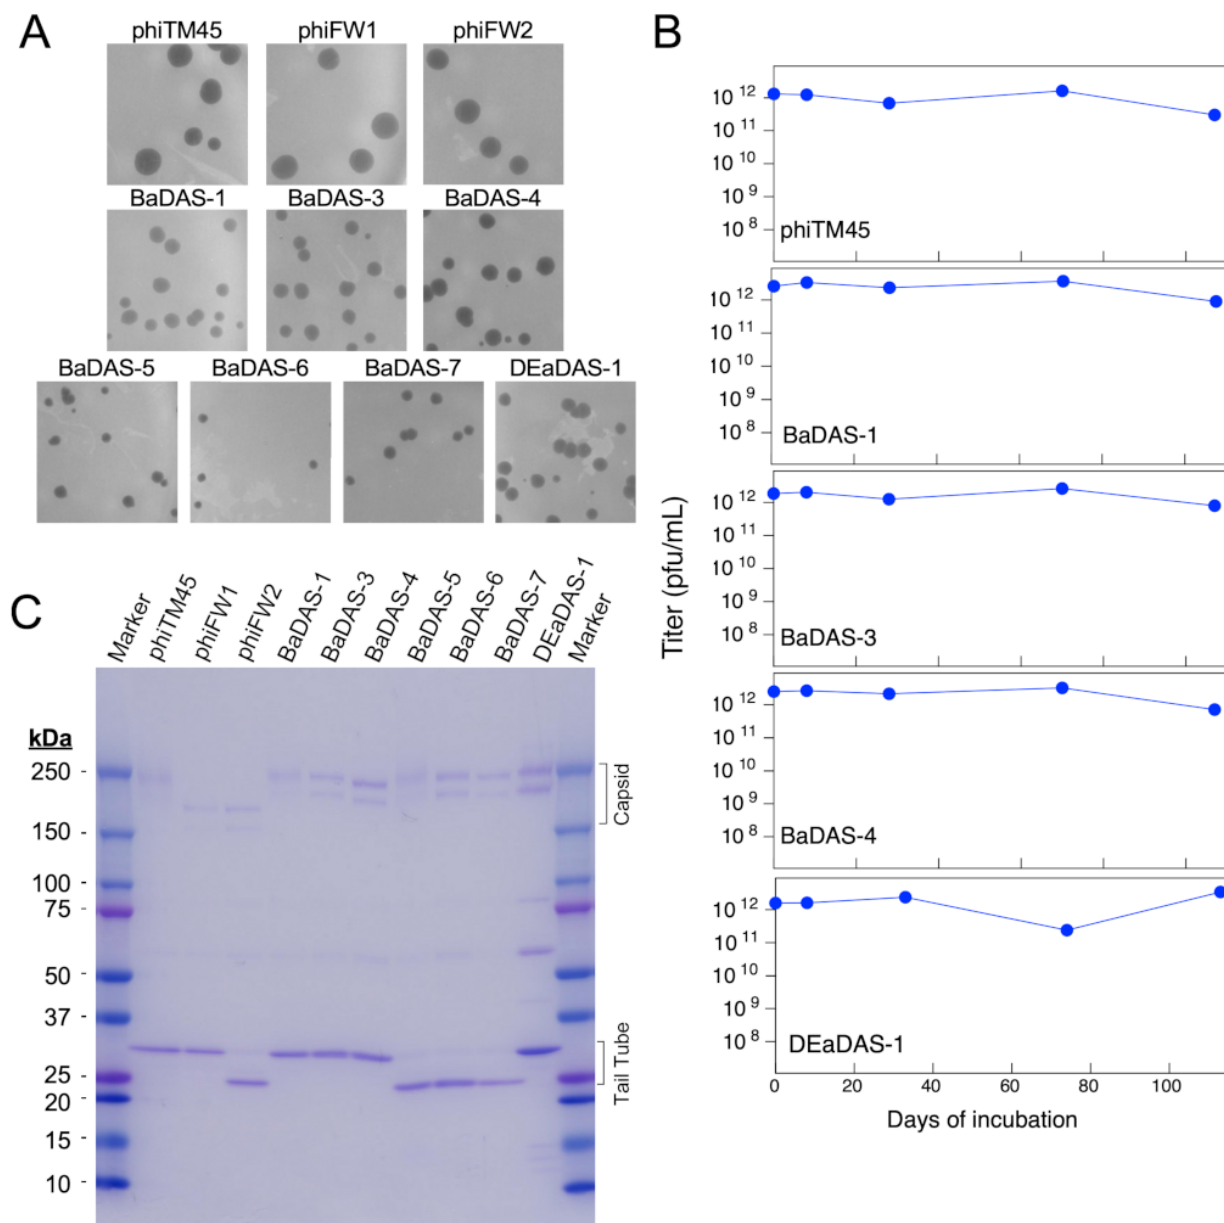 A
phiTM45 phiFW1 phiFW2
BaDAS-1 BaDAS-3 BaDAS-4
BaDAS-5 BaDAS-6 BaDAS-7 DEaDAS-1
B
Titer (pfu/mL)
10 12
10 11
10 10
10 9
10 8
phiTM45
10 12
10 11
10 10
10 9
10 8
BaDAS-1
10 12
10 11
10 10
10 9
10 8
BaDAS-3
10 12
10 11
10 10
10 9
10 8
BaDAS-4
10 12
10 11
10 10
10 9
10 8
DEaDAS-1
0 20 40 60 80 100
Days of incubation
C
Marker phiTM45 phiFW1 phiFW2 BaDAS-1 BaDAS-3 BaDAS-4 BaDAS-5 BaDAS-6 BaDAS-7 DEaDAS-1 Marker
kDa
250 -
150 -
100 -
75 -
50 -
37 -
25 -
20 -
15 -
10 -
Capsid
Tail Tube